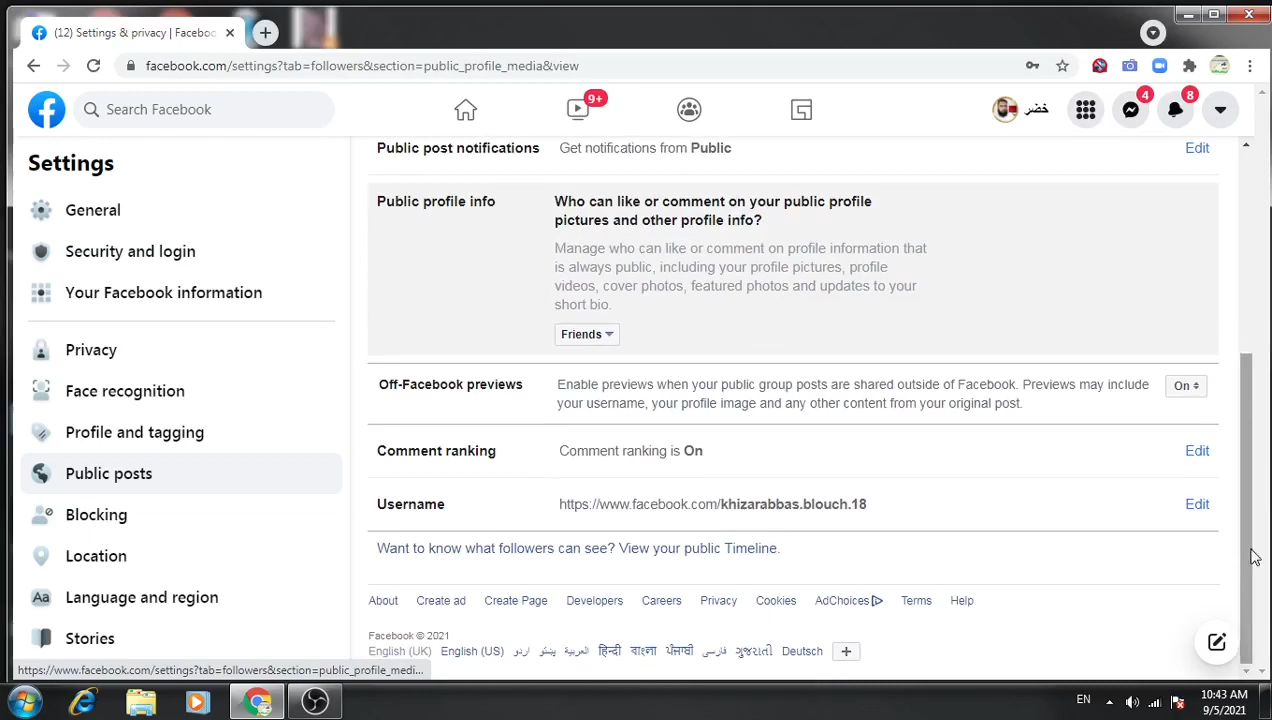 (12) Settings & privacy | Faceboo
facebook.com/settings?tab=followers&section=public_profile_media&view
Search Facebook
9+
خضر
4
8
Settings
General
Security and login
Your Facebook information
Privacy
Face recognition
Profile and tagging
Public posts
Blocking
Location
Aa Language and region
Stories
Public post notifications Get notifications from Public Edit
Public profile info
Who can like or comment on your public profile
pictures and other profile info?
Manage who can like or comment on profile information that
is always public, including your profile pictures, profile
videos, cover photos, featured photos and updates to your
short bio.
Friends
Off-Facebook previews
Enable previews when your public group posts are shared outside of Facebook. Previews may include
your username, your profile image and any other content from your original post.
On
Comment ranking Comment ranking is On Edit
Username https://www.facebook.com/khizarabbas.blouch.18 Edit
Want to know what followers can see? View your public Timeline.
About Create ad Create Page Developers Careers Privacy Cookies AdChoices Terms Help
Facebook © 2021
English (UK) English (US) اردو پښتو العربية हिन्दी বাংলা ਪੰਜਾਬੀ فارسی ગુજરાતી Deutsch +
https://www.facebook.com/settings?tab=followers&section=public_profile_medi...
EN
10:43 AM
9/5/2021